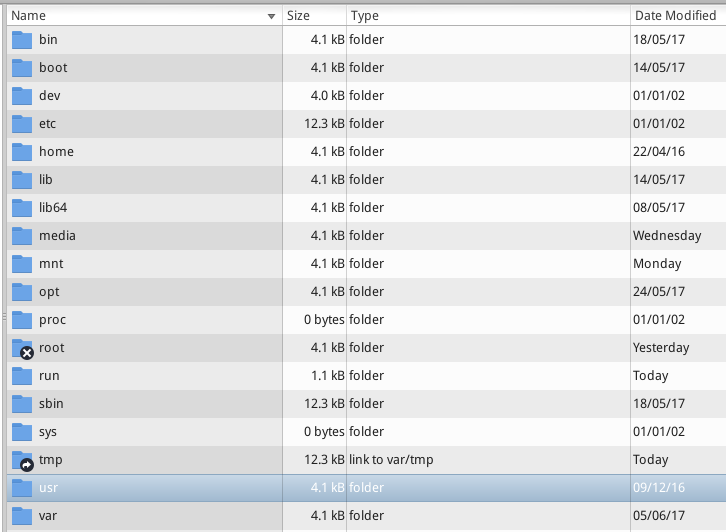 Name Size Type Date Modified
bin 4.1 kB folder 18/05/17
boot 4.1 kB folder 14/05/17
dev 4.0 kB folder 01/01/02
etc 12.3 kB folder 01/01/02
home 4.1 kB folder 22/04/16
lib 4.1 kB folder 14/05/17
lib64 4.1 kB folder 08/05/17
media 4.1 kB folder Wednesday
mnt 4.1 kB folder Monday
opt 4.1 kB folder 24/05/17
proc 0 bytes folder 01/01/02
root 4.1 kB folder Yesterday
run 1.1 kB folder Today
sbin 12.3 kB folder 18/05/17
sys 0 bytes folder 01/01/02
tmp 12.3 kB link to var/tmp Today
usr 4.1 kB folder 09/12/16
var 4.1 kB folder 05/06/17